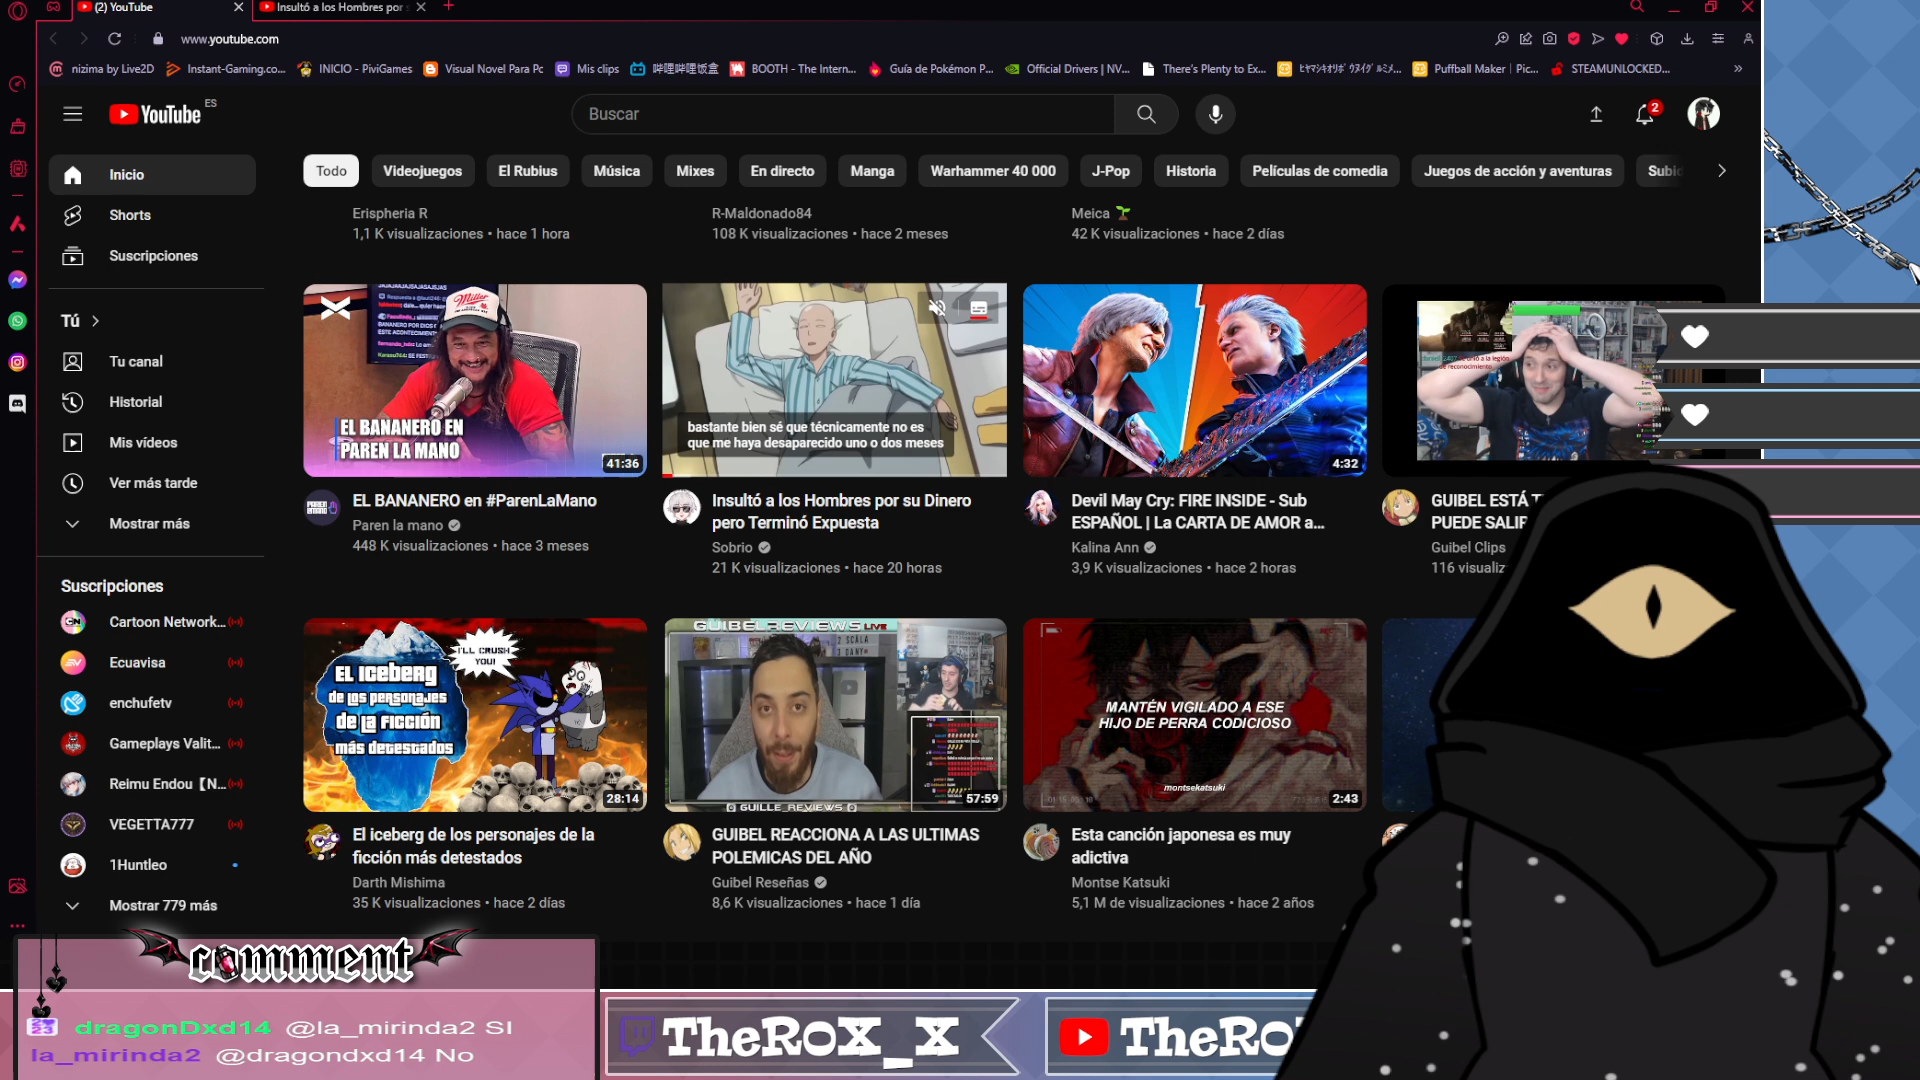 (2) YouTube
Insultó a los Hombres por s
www.youtube.com
nizima by Live2D
Instant-Gaming.co...
INICIO - PiviGames
Visual Novel Para Pc
Mis clips
哔哩哔哩饭盒
BOOTH - The Intern...
Guía de Pokémon P...
Official Drivers | NV...
There's Plenty to Ex...
Puffball Maker | Pic...
STEAMUNLOCKED...
YouTube ES
Buscar
2
Todo
Videojuegos
El Rubius
Música
Mixes
En directo
Manga
Warhammer 40 000
J-Pop
Historia
Películas de comedia
Juegos de acción y aventuras
Subid
Inicio
Shorts
Suscripciones
Tú
Tu canal
Historial
Mis vídeos
Ver más tarde
Mostrar más
Suscripciones
Cartoon Network...
Ecuavisa
enchufetv
Gameplays Valit...
Reimu Endou【N...
VEGETTA777
1Huntleo
Mostrar 779 más
Erispheria R
1,1 K visualizaciones • hace 1 hora
R-Maldonado84
108 K visualizaciones • hace 2 meses
Meica
42 K visualizaciones • hace 2 días
Miller
EL BANANERO EN
PAREN LA MANO
41:36
EL BANANERO en #ParenLaMano
Paren la mano
448 K visualizaciones • hace 3 meses
bastante bien sé que técnicamente no es
que me haya desaparecido uno o dos meses
Insultó a los Hombres por su Dinero
pero Terminó Expuesta
Sobrio
21 K visualizaciones • hace 20 horas
4:32
Devil May Cry: FIRE INSIDE - Sub
ESPAÑOL | La CARTA DE AMOR a...
Kalina Ann
3,9 K visualizaciones • hace 2 horas
GUIBEL ESTÁ T
PUEDE SALIR
Guibel Clips
116 visualiz
I'LL CRUSH
YOU!
EL ICEBERG
de los personajes
de la ficción
más detestados
28:14
El iceberg de los personajes de la
ficción más detestados
Darth Mishima
35 K visualizaciones • hace 2 días
GUIBEL REVIEWS LIVE
GUILLE_REVIEWS
57:59
GUIBEL REACCIONA A LAS ULTIMAS
POLEMICAS DEL AÑO
Guibel Reseñas
8,6 K visualizaciones • hace 1 día
MANTÉN VIGILADO A ESE
HIJO DE PERRA CODICIOSO
montsekatsuki
2:43
Esta canción japonesa es muy
adictiva
Montse Katsuki
5,1 M de visualizaciones • hace 2 años
comment
dragonDxd14 @la_mirinda2 SI
la_mirinda2 @dragondxd14 No
TheROX_X
TheRO